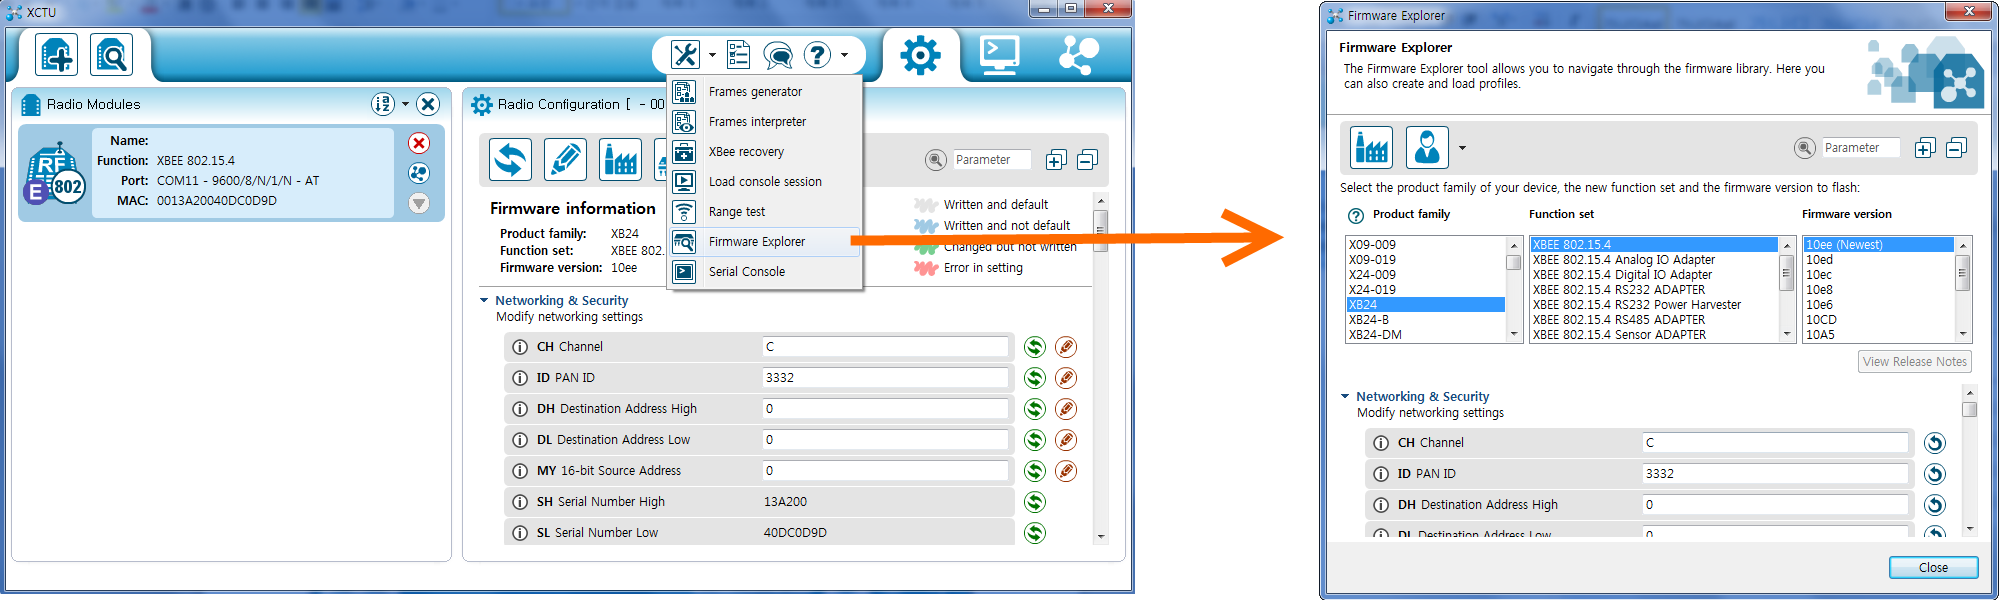 XCTU
Radio Modules
Name:
Function: XBEE 802.15.4
Port: COM11 - 9600/8/N/1/N - AT
MAC: 0013A20040DC0D9D
RF
E
802
Frames generator
Frames interpreter
XBee recovery
Load console session
Range test
Firmware Explorer
Serial Console
Radio Configuration [ - 00
Parameter
Firmware information
Product family: XB24
Function set: XBEE 802.
Firmware version: 10ee
Written and default
Written and not default
Changed but not written
Error in setting
Networking & Security
Modify networking settings
CH Channel C
ID PAN ID 3332
DH Destination Address High 0
DL Destination Address Low 0
MY 16-bit Source Address 0
SH Serial Number High 13A200
SL Serial Number Low 40DC0D9D
Firmware Explorer
Firmware Explorer
The Firmware Explorer tool allows you to navigate through the firmware library. Here you
can also create and load profiles.
Parameter
Select the product family of your device, the new function set and the firmware version to flash:
Product family Function set Firmware version
X09-009 XBEE 802.15.4 10ee (Newest)
X09-019 XBEE 802.15.4 Analog IO Adapter 10ed
X24-009 XBEE 802.15.4 Digital IO Adapter 10ec
X24-019 XBEE 802.15.4 RS232 ADAPTER 10e8
XB24 XBEE 802.15.4 RS232 Power Harvester 10e6
XB24-B XBEE 802.15.4 RS485 ADAPTER 10CD
XB24-DM XBEE 802.15.4 Sensor ADAPTER 10A5
View Release Notes
Networking & Security
Modify networking settings
CH Channel C
ID PAN ID 3332
DH Destination Address High 0
DL Destination Address Low 0
Close